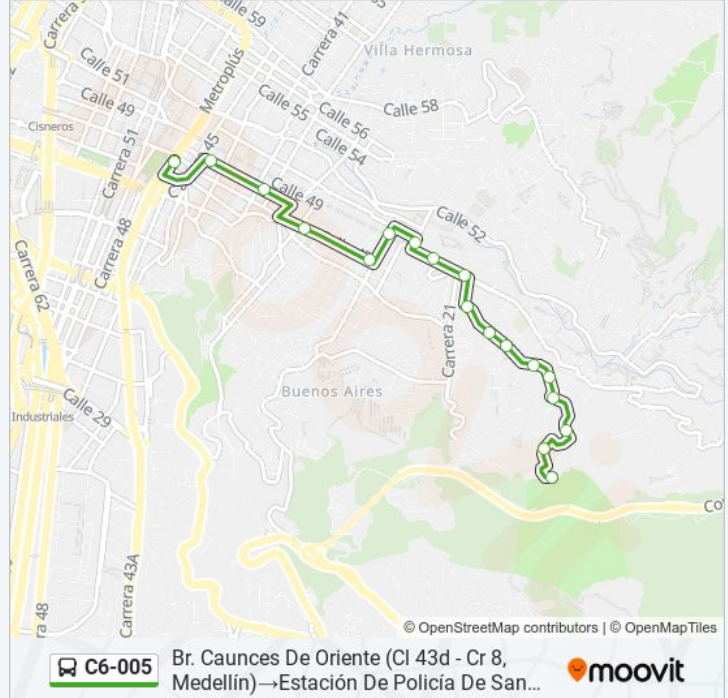 Calle 59
Carrera
Carrera 41
Villa Hermosa
Calle 51
Metroplús
Calle 49
Calle 55
Calle 56
Calle 58
Cisneros
Carrera 51
45
Calle 54
Calle 49
Calle 52
Carrera 48
Carrera 62
Carrera 21
Buenos Aires
Calle 29
Industriales
Carrera 43A
48
© OpenStreetMap contributors | © OpenMapTiles
C6-005
Br. Caunces De Oriente (Cl 43d - Cr 8,
Medellín)→Estación De Policía De San...
moovit